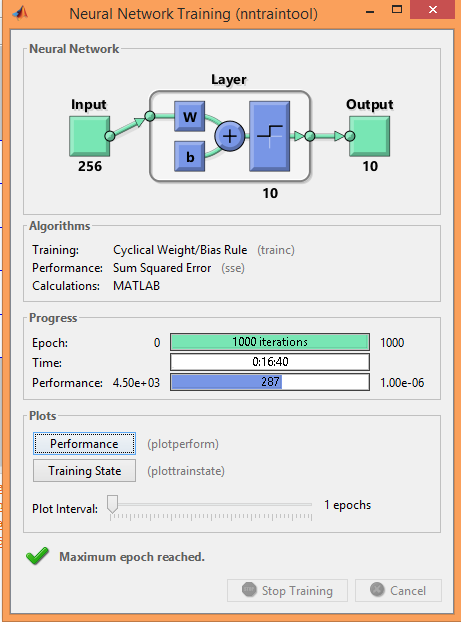 Neural Network Training (nntraintool)
Neural Network
Layer
Input
Output
W
b
+
256
10
10
Algorithms
Training: Cyclical Weight/Bias Rule (trainc)
Performance: Sum Squared Error (sse)
Calculations: MATLAB
Progress
Epoch: 0 1000 iterations 1000
Time: 0:16:40
Performance: 4.50e+03 287 1.00e-06
Plots
Performance (plotperform)
Training State (plottrainstate)
Plot Interval: 1 epochs
Maximum epoch reached.
Stop Training Cancel